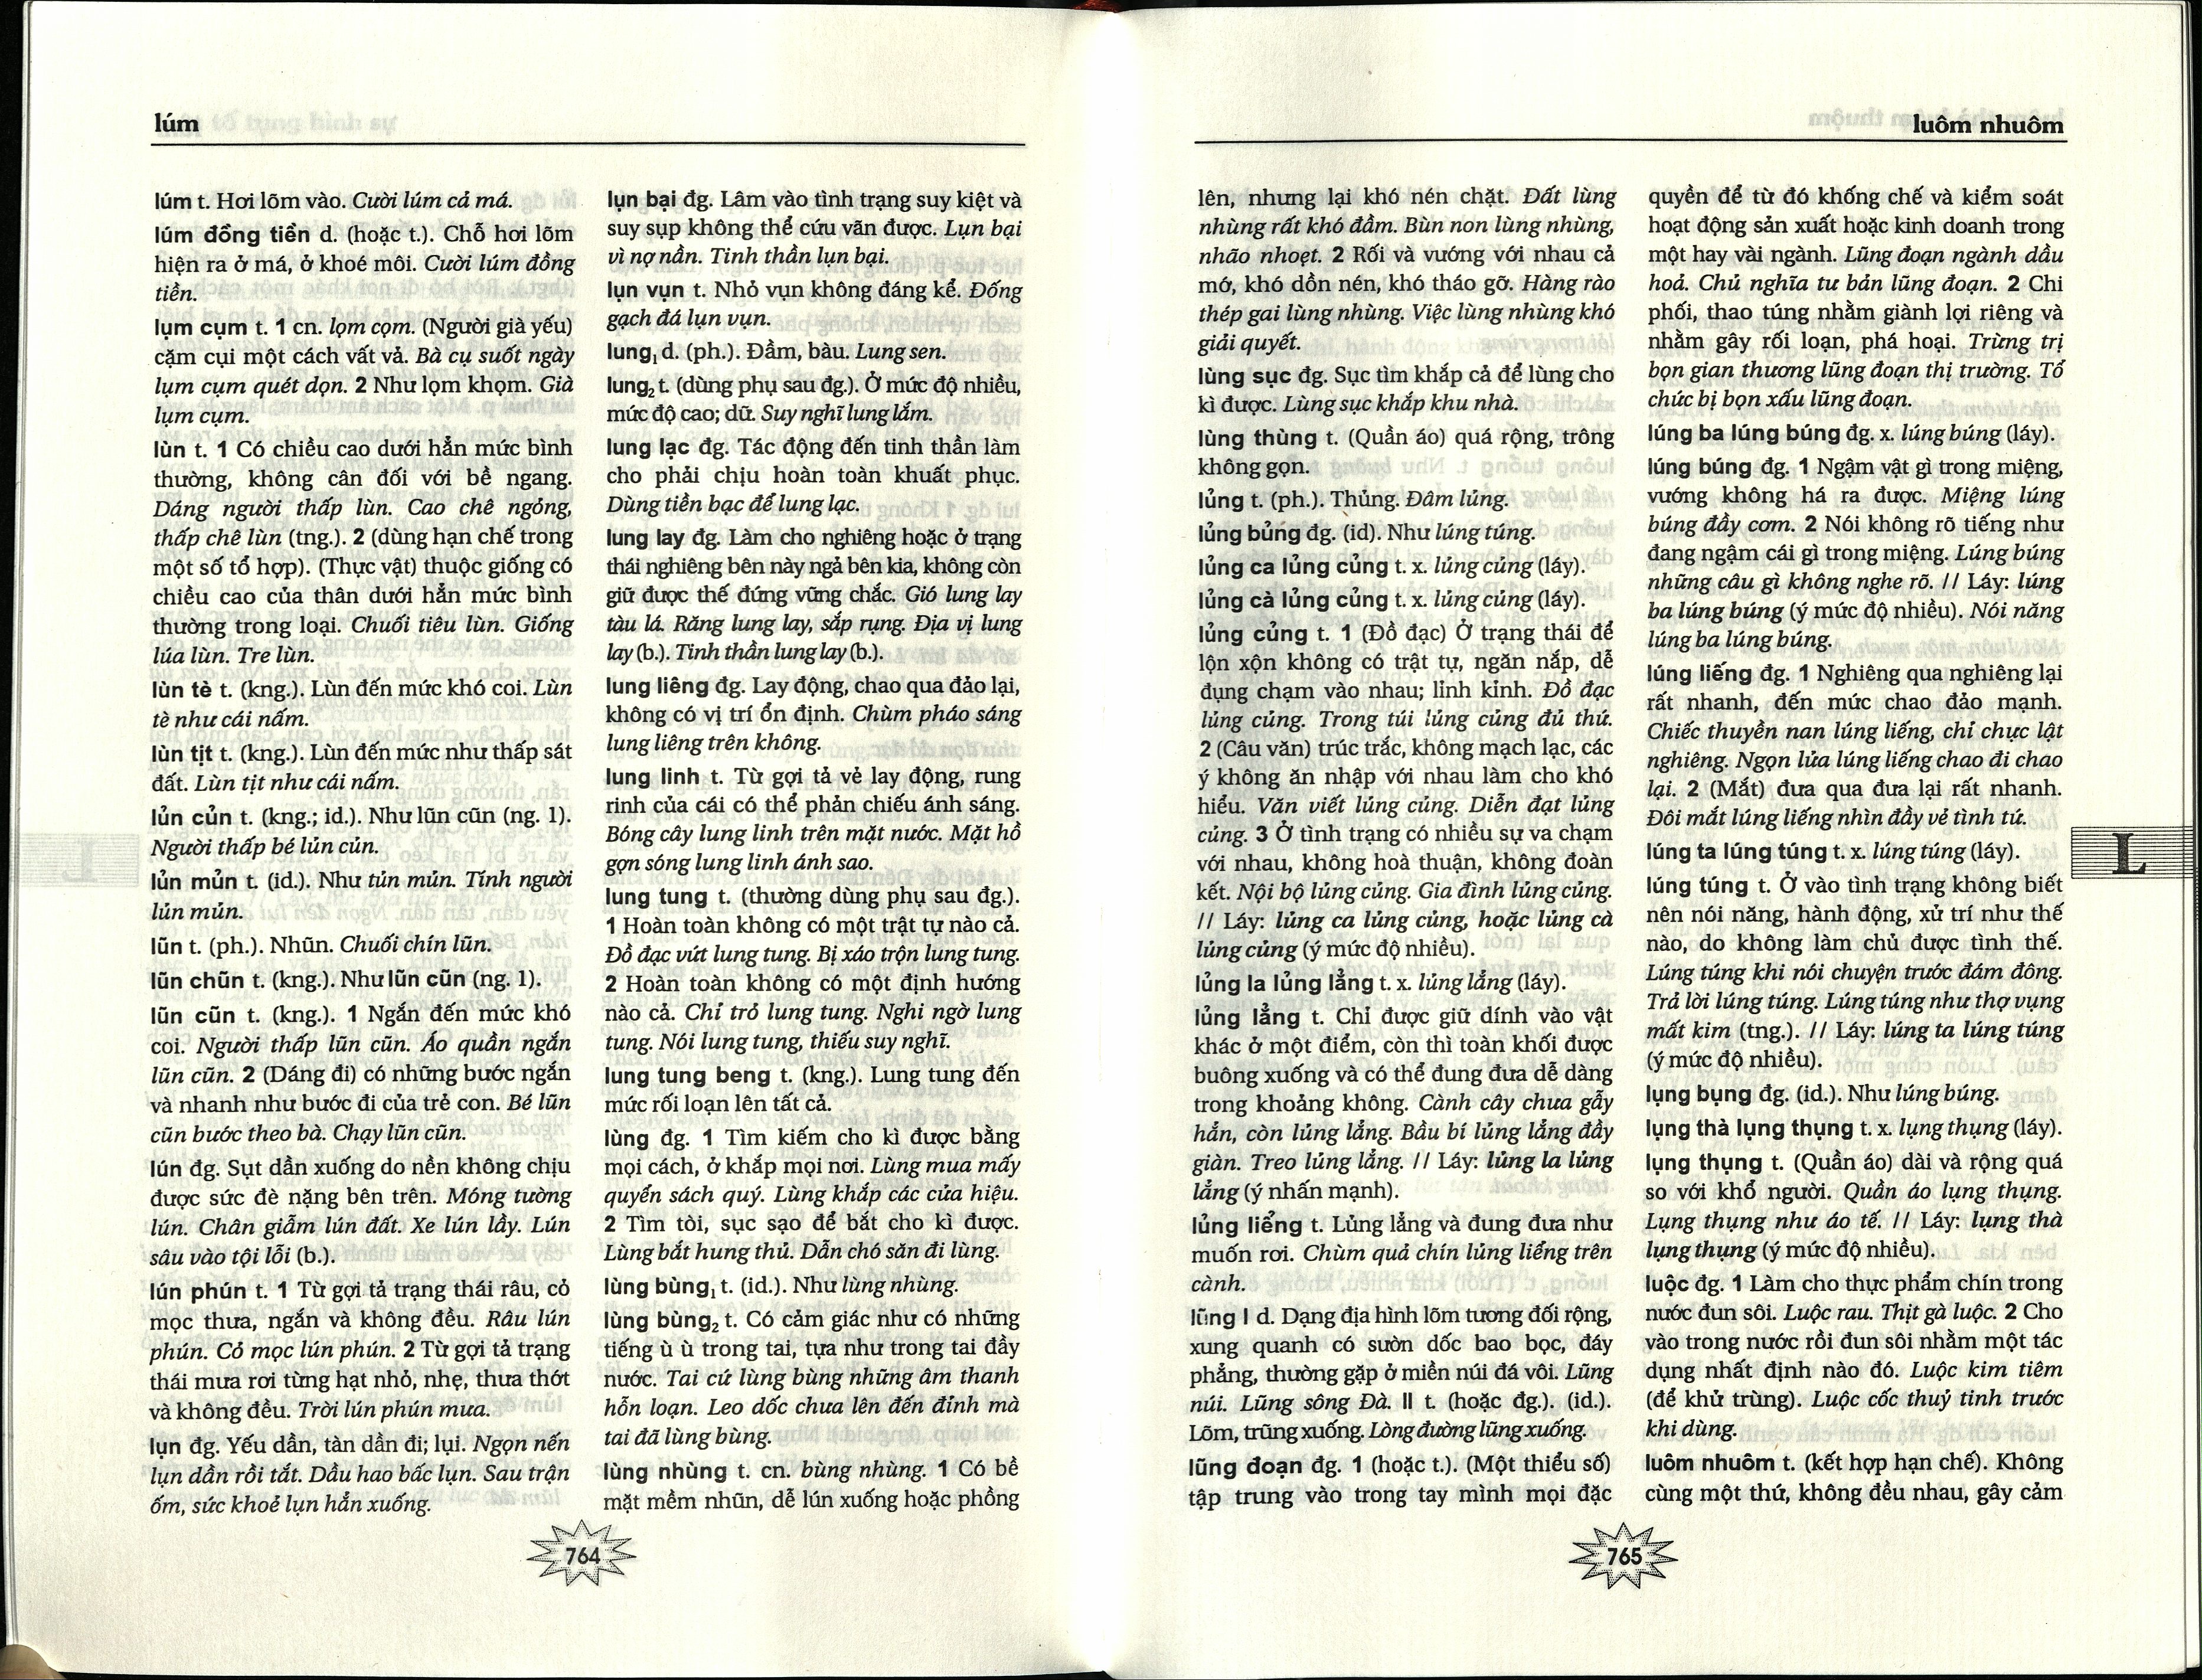 lúm
lúm t. Hơi lõm vào. Cười lúm cả má.
lúm đồng tiền d. (hoặc t.). Chỗ hơi lõm
hiện ra ở má, ở khoé môi. Cười lúm đồng
tiền.
lụm cụm t. 1 cn. lọm cọm. (Người già yếu)
cặm cụi một cách vất vả. Bà cụ suốt ngày
lụm cụm quét dọn. 2 Như lọm khọm. Già
lụm cụm.
lùn t. 1 Có chiều cao dưới hẳn mức bình
thường, không cân đối với bề ngang.
Dáng người thấp lùn. Cao chê ngỏng,
thấp chê lùn (tng.). 2 (dùng hạn chế trong
một số tổ hợp). (Thực vật) thuộc giống có
chiều cao của thân dưới hẳn mức bình
thường trong loại. Chuối tiêu lùn. Giống
lúa lùn. Tre lùn.
lùn tè t. (kng.). Lùn đến mức khó coi. Lùn
tè như cái nấm.
lùn tịt t. (kng.). Lùn đến mức như thấp sát
đất. Lùn tịt như cái nấm.
lủn củn t. (kng.; id.). Như lũn cũn (ng. 1).
Người thấp bé lủn củn.
lủn mủn t. (id.). Như tủn mủn. Tính người
lủn mủn.
lũn t. (ph.). Nhũn. Chuối chín lũn.
lũn chũn t. (kng.). Như lũn cũn (ng. 1).
lũn cũn t. (kng.). 1 Ngắn đến mức khó
coi. Người thấp lũn cũn. Áo quần ngắn
lũn cũn. 2 (Dáng đi) có những bước ngắn
và nhanh như bước đi của trẻ con. Bé lũn
cũn bước theo bà. Chạy lũn cũn.
lún đg. Sụt dần xuống do nền không chịu
được sức đè nặng bên trên. Móng tường
lún. Chân giẫm lún đất. Xe lún lầy. Lún
sâu vào tội lỗi (b.).
lún phún t. 1 Từ gợi tả trạng thái râu, cỏ
mọc thưa, ngắn và không đều. Râu lún
phún. Cỏ mọc lún phún. 2 Từ gợi tả trạng
thái mưa rơi từng hạt nhỏ, nhẹ, thưa thớt
và không đều. Trời lún phún mưa.
lụn đg. Yếu dần, tàn dần đi; lụi. Ngọn nến
lụn dần rồi tắt. Dầu hao bấc lụn. Sau trận
ốm, sức khoẻ lụn hẳn xuống.
lụn bại đg. Lâm vào tình trạng suy kiệt và
suy sụp không thể cứu vãn được. Lụn bại
vì nợ nần. Tinh thần lụn bại.
lụn vụn t. Nhỏ vụn không đáng kể. Đống
gạch đá lụn vụn.
lung₁ d. (ph.). Đầm, bàu. Lung sen.
lung₂ t. (dùng phụ sau đg.). Ở mức độ nhiều,
mức độ cao; dữ. Suy nghĩ lung lắm.
lung lạc đg. Tác động đến tinh thần làm
cho phải chịu hoàn toàn khuất phục.
Dùng tiền bạc để lung lạc.
lung lay đg. Làm cho nghiêng hoặc ở trạng
thái nghiêng bên này ngả bên kia, không còn
giữ được thế đứng vững chắc. Gió lung lay
tàu lá. Răng lung lay, sắp rụng. Địa vị lung
lay (b.). Tinh thần lung lay (b.).
lung liêng đg. Lay động, chao qua đảo lại,
không có vị trí ổn định. Chùm pháo sáng
lung liêng trên không.
lung linh t. Từ gợi tả vẻ lay động, rung
rinh của cái có thể phản chiếu ánh sáng.
Bóng cây lung linh trên mặt nước. Mặt hồ
gợn sóng lung linh ánh sao.
lung tung t. (thường dùng phụ sau đg.).
1 Hoàn toàn không có một trật tự nào cả.
Đồ đạc vứt lung tung. Bị xáo trộn lung tung.
2 Hoàn toàn không có một định hướng
nào cả. Chỉ trỏ lung tung. Nghi ngờ lung
tung. Nói lung tung, thiếu suy nghĩ.
lung tung beng t. (kng.). Lung tung đến
mức rối loạn lên tất cả.
lùng đg. 1 Tìm kiếm cho kì được bằng
mọi cách, ở khắp mọi nơi. Lùng mua mấy
quyển sách quý. Lùng khắp các cửa hiệu.
2 Tìm tòi, sục sạo để bắt cho kì được.
Lùng bắt hung thủ. Dẫn chó săn đi lùng.
lùng bùng₁ t. (id.). Như lùng nhùng.
lùng bùng₂ t. Có cảm giác như có những
tiếng ù ù trong tai, tựa như trong tai đầy
nước. Tai cứ lùng bùng những âm thanh
hỗn loạn. Leo dốc chưa lên đến đỉnh mà
tai đã lùng bùng.
lùng nhùng t. cn. bùng nhùng. 1 Có bề
mặt mềm nhũn, dễ lún xuống hoặc phồng
764
luôm nhuôm
lên, nhưng lại khó nén chặt. Đất lùng
nhùng rất khó đầm. Bùn non lùng nhùng,
nhão nhoẹt. 2 Rối và vướng với nhau cả
mớ, khó dồn nén, khó tháo gỡ. Hàng rào
thép gai lùng nhùng. Việc lùng nhùng khó
giải quyết.
lùng sục đg. Sục tìm khắp cả để lùng cho
kì được. Lùng sục khắp khu nhà.
lùng thùng t. (Quần áo) quá rộng, trông
không gọn.
lủng t. (ph.). Thủng. Đâm lủng.
lủng bủng đg. (id). Như lúng túng.
lủng ca lủng củng t. x. lủng củng (láy).
lủng cà lủng củng t. x. lủng củng (láy).
lủng củng t. 1 (Đồ đạc) Ở trạng thái để
lộn xộn không có trật tự, ngăn nắp, dễ
đụng chạm vào nhau; lỉnh kỉnh. Đồ đạc
lủng củng. Trong túi lủng củng đủ thứ.
2 (Câu văn) trúc trắc, không mạch lạc, các
ý không ăn nhập với nhau làm cho khó
hiểu. Văn viết lủng củng. Diễn đạt lủng
củng. 3 Ở tình trạng có nhiều sự va chạm
với nhau, không hoà thuận, không đoàn
kết. Nội bộ lủng củng. Gia đình lủng củng.
// Láy: lủng ca lủng củng, hoặc lủng cà
lủng củng (ý mức độ nhiều).
lủng la lủng lẳng t. x. lủng lẳng (láy).
lủng lẳng t. Chỉ được giữ dính vào vật
khác ở một điểm, còn thì toàn khối được
buông xuống và có thể đung đưa dễ dàng
trong khoảng không. Cành cây chưa gẫy
hẳn, còn lủng lẳng. Bầu bí lủng lẳng đầy
giàn. Treo lủng lẳng. // Láy: lủng la lủng
lẳng (ý nhấn mạnh).
lủng liểng t. Lủng lẳng và đung đưa như
muốn rơi. Chùm quả chín lủng liểng trên
cành.
lũng I d. Dạng địa hình lõm tương đối rộng,
xung quanh có sườn dốc bao bọc, đáy
phẳng, thường gặp ở miền núi đá vôi. Lũng
núi. Lũng sông Đà. II t. (hoặc đg.). (id.).
Lõm, trũng xuống. Lòng đường lũng xuống.
lũng đoạn đg. 1 (hoặc t.). (Một thiểu số)
tập trung vào trong tay mình mọi đặc
quyền để từ đó khống chế và kiểm soát
hoạt động sản xuất hoặc kinh doanh trong
một hay vài ngành. Lũng đoạn ngành dầu
hoả. Chủ nghĩa tư bản lũng đoạn. 2 Chi
phối, thao túng nhằm giành lợi riêng và
nhằm gây rối loạn, phá hoại. Trừng trị
bọn gian thương lũng đoạn thị trường. Tổ
chức bị bọn xấu lũng đoạn.
lúng ba lúng búng đg. x. lúng búng (láy).
lúng búng đg. 1 Ngậm vật gì trong miệng,
vướng không há ra được. Miệng lúng
búng đầy cơm. 2 Nói không rõ tiếng như
đang ngậm cái gì trong miệng. Lúng búng
những câu gì không nghe rõ. // Láy: lúng
ba lúng búng (ý mức độ nhiều). Nói năng
lúng ba lúng búng.
lúng liếng đg. 1 Nghiêng qua nghiêng lại
rất nhanh, đến mức chao đảo mạnh.
Chiếc thuyền nan lúng liếng, chỉ chực lật
nghiêng. Ngọn lửa lúng liếng chao đi chao
lại. 2 (Mắt) đưa qua đưa lại rất nhanh.
Đôi mắt lúng liếng nhìn đầy vẻ tình tứ.
lúng ta lúng túng t. x. lúng túng (láy).
lúng túng t. Ở vào tình trạng không biết
nên nói năng, hành động, xử trí như thế
nào, do không làm chủ được tình thế.
Lúng túng khi nói chuyện trước đám đông.
Trả lời lúng túng. Lúng túng như thợ vụng
mất kim (tng.). // Láy: lúng ta lúng túng
(ý mức độ nhiều).
lụng bụng đg. (id.). Như lúng búng.
lụng thà lụng thụng t. x. lụng thụng (láy).
lụng thụng t. (Quần áo) dài và rộng quá
so với khổ người. Quần áo lụng thụng.
Lụng thụng như áo tế. // Láy: lụng thà
lụng thụng (ý mức độ nhiều).
luộc đg. 1 Làm cho thực phẩm chín trong
nước đun sôi. Luộc rau. Thịt gà luộc. 2 Cho
vào trong nước rồi đun sôi nhằm một tác
dụng nhất định nào đó. Luộc kim tiêm
(để khử trùng). Luộc cốc thuỷ tinh trước
khi dùng.
luôm nhuôm t. (kết hợp hạn chế). Không
cùng một thứ, không đều nhau, gây cảm
L
765